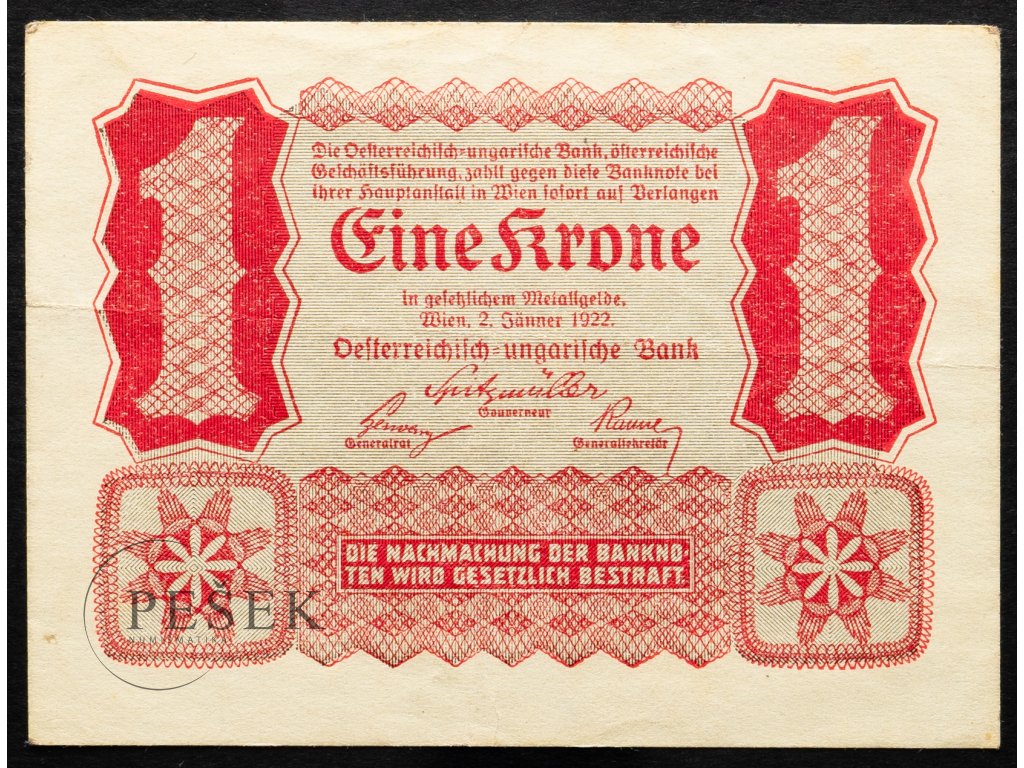 1
1
Die Oesterreichisch-ungarische Bank, österreichische
Geschäftsführung, zahlt gegen diese Banknote bei
ihrer Hauptanstalt in Wien sofort auf Verlangen
Eine Krone
in gesetzlichem Metallgelde.
Wien, 2. Jänner 1922.
Oesterreichisch-ungarische Bank
Spitzmüller
Gouverneur
Generalrat
Generalsekretär
DIE NACHMACHUNG DER BANKNO-
TEN WIRD GESETZLICH BESTRAFT.
PEŠEK
NUMISMATIKA